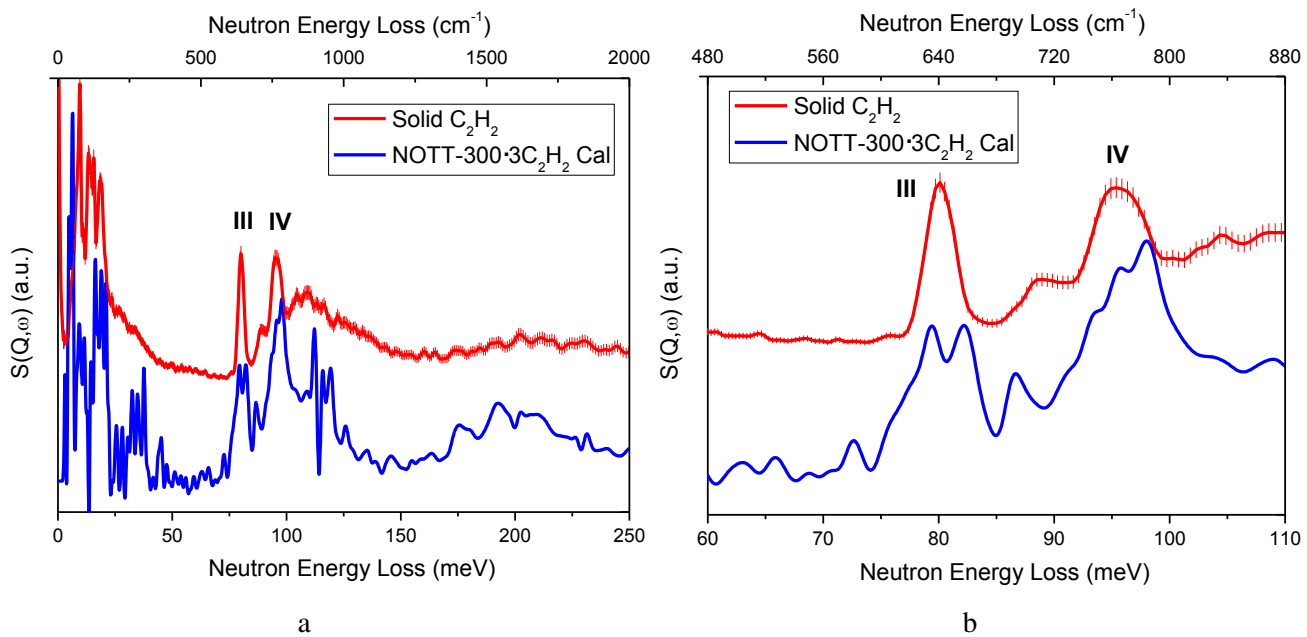 Neutron Energy Loss (cm⁻¹)
0 500 1000 1500 2000
Solid C₂H₂
NOTT-300·3C₂H₂ Cal
III IV
S(Q,ω) (a.u.)
0 50 100 150 200 250
Neutron Energy Loss (meV)
a
Neutron Energy Loss (cm⁻¹)
480 560 640 720 800 880
Solid C₂H₂
NOTT-300·3C₂H₂ Cal
III IV
S(Q,ω) (a.u.)
60 70 80 90 100 110
Neutron Energy Loss (meV)
b